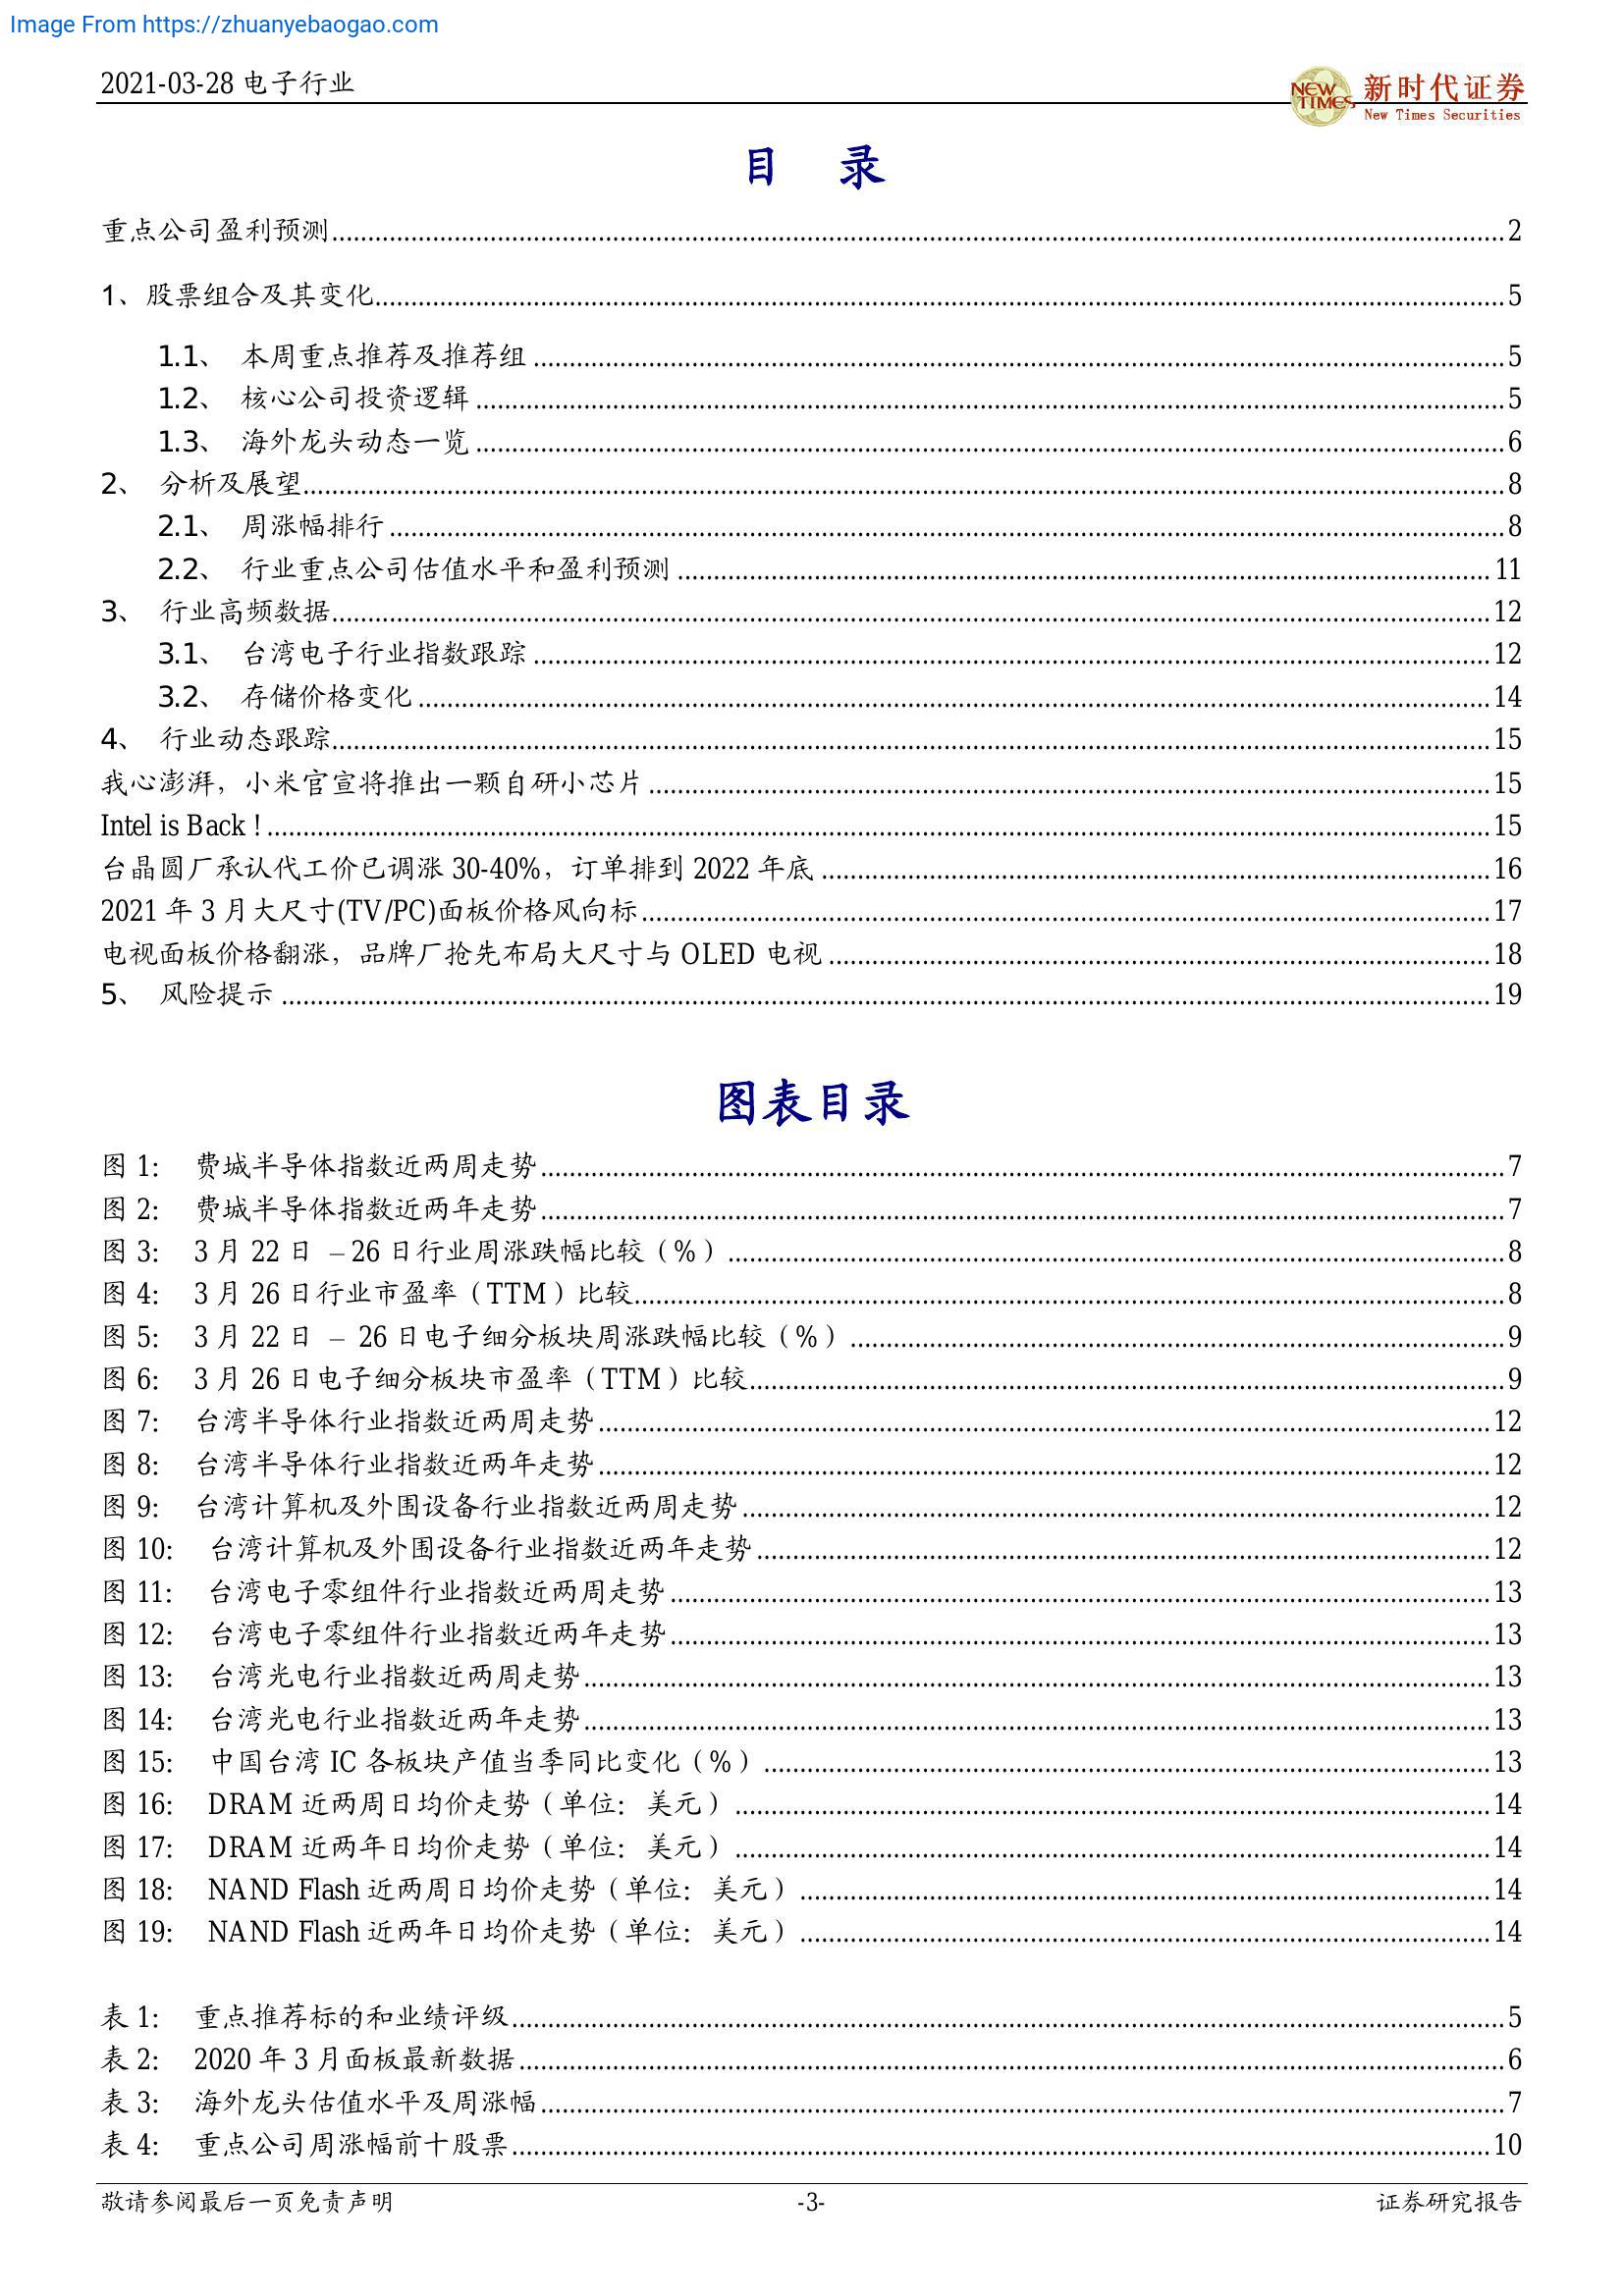 Image From https://zhuanyebaogao.com
2021-03-28 电子行业
NEW TIMES 新时代证券
New Times Securities
目 录
重点公司盈利预测 2
1、股票组合及其变化 5
1.1、 本周重点推荐及推荐组 5
1.2、 核心公司投资逻辑 5
1.3、 海外龙头动态一览 6
2、 分析及展望 8
2.1、 周涨幅排行 8
2.2、 行业重点公司估值水平和盈利预测 11
3、 行业高频数据 12
3.1、 台湾电子行业指数跟踪 12
3.2、 存储价格变化 14
4、 行业动态跟踪 15
我心澎湃，小米官宣将推出一颗自研小芯片 15
Intel is Back ! 15
台晶圆厂承认代工价已调涨 30-40%，订单排到 2022 年底 16
2021 年 3 月大尺寸(TV/PC)面板价格风向标 17
电视面板价格翻涨，品牌厂抢先布局大尺寸与 OLED 电视 18
5、 风险提示 19
图表目录
图 1： 费城半导体指数近两周走势 7
图 2： 费城半导体指数近两年走势 7
图 3： 3 月 22 日 – 26 日行业周涨跌幅比较（%） 8
图 4： 3 月 26 日行业市盈率（TTM）比较 8
图 5： 3 月 22 日 – 26 日电子细分板块周涨跌幅比较（%） 9
图 6： 3 月 26 日电子细分板块市盈率（TTM）比较 9
图 7： 台湾半导体行业指数近两周走势 12
图 8： 台湾半导体行业指数近两年走势 12
图 9： 台湾计算机及外围设备行业指数近两周走势 12
图 10： 台湾计算机及外围设备行业指数近两年走势 12
图 11： 台湾电子零组件行业指数近两周走势 13
图 12： 台湾电子零组件行业指数近两年走势 13
图 13： 台湾光电行业指数近两周走势 13
图 14： 台湾光电行业指数近两年走势 13
图 15： 中国台湾 IC 各板块产值当季同比变化（%） 13
图 16： DRAM 近两周日均价走势（单位：美元） 14
图 17： DRAM 近两年日均价走势（单位：美元） 14
图 18： NAND Flash 近两周日均价走势（单位：美元） 14
图 19： NAND Flash 近两年日均价走势（单位：美元） 14
表 1： 重点推荐标的和业绩评级 5
表 2： 2020 年 3 月面板最新数据 6
表 3： 海外龙头估值水平及周涨幅 7
表 4： 重点公司周涨幅前十股票 10
敬请参阅最后一页免责声明 -3- 证券研究报告